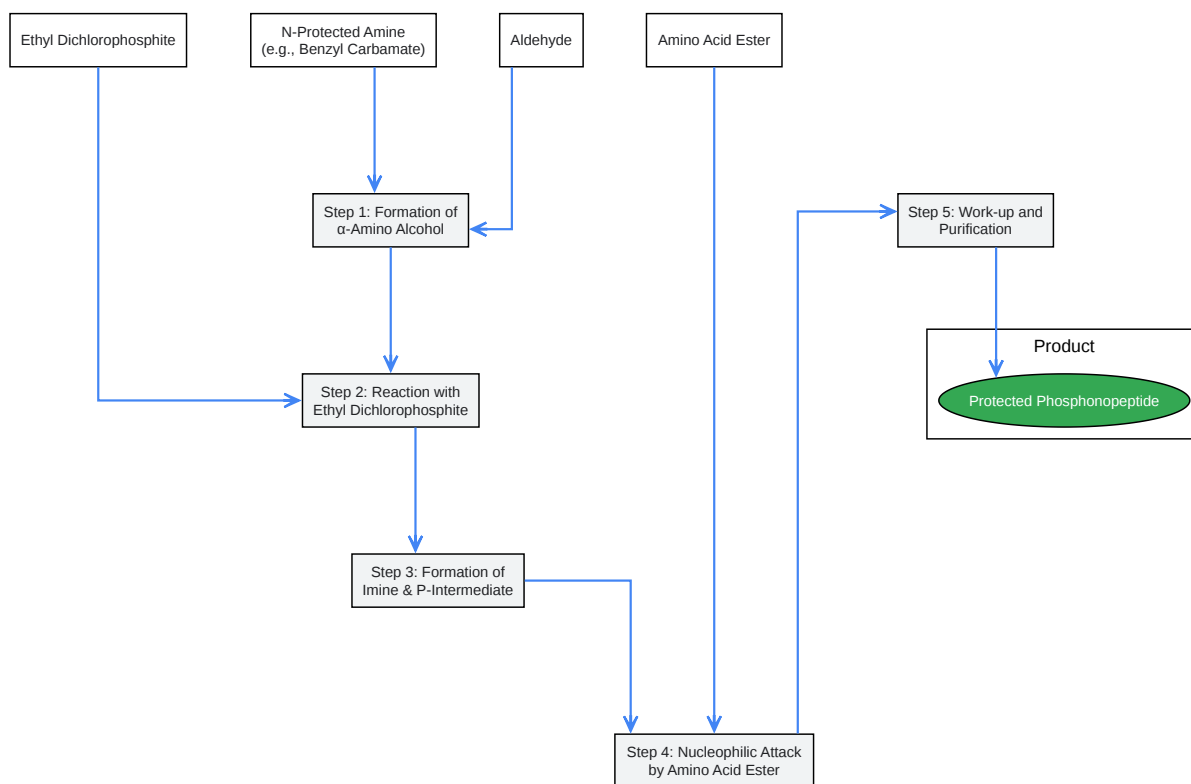 Ethyl Dichlorophosphite
N-Protected Amine
(e.g., Benzyl Carbamate)
Aldehyde
Amino Acid Ester
Step 1: Formation of
α-Amino Alcohol
Step 5: Work-up and
Purification
Product
Step 2: Reaction with
Ethyl Dichlorophosphite
Protected Phosphonopeptide
Step 3: Formation of
Imine & P-Intermediate
Step 4: Nucleophilic Attack
by Amino Acid Ester